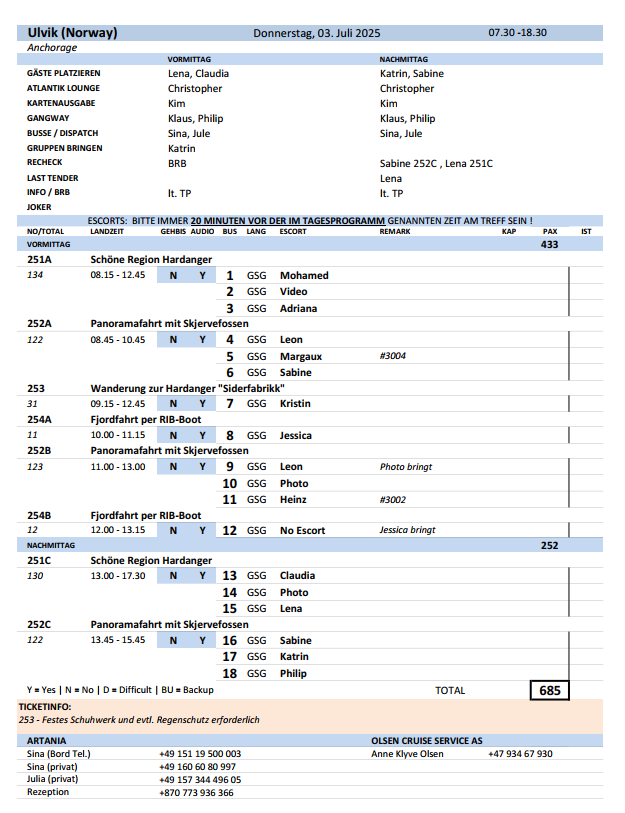 Ulvik (Norway) Donnerstag, 03. Juli 2025 07.30 -18.30
Anchorage
VORMITTAG NACHMITTAG
GÄSTE PLATZIEREN Lena, Claudia Katrin, Sabine
ATLANTIK LOUNGE Christopher Christopher
KARTENAUSGABE Kim Kim
GANGWAY Klaus, Philip Klaus, Philip
BUSSE / DISPATCH Sina, Jule Sina, Jule
GRUPPEN BRINGEN Katrin
RECHECK BRB Sabine 252C , Lena 251C
LAST TENDER Lena
INFO / BRB lt. TP lt. TP
JOKER
ESCORTS: BITTE IMMER 20 MINUTEN VOR DER IM TAGESPROGRAMM GENANNTEN ZEIT AM TREFF SEIN !
NO/TOTAL LANDZEIT GEHBIS AUDIO BUS LANG ESCORT REMARK KAP PAX IST
VORMITTAG 433
251A Schöne Region Hardanger
134 08.15 - 12.45 N Y 1 GSG Mohamed
2 GSG Video
3 GSG Adriana
252A Panoramafahrt mit Skjervefossen
122 08.45 - 10.45 N Y 4 GSG Leon
5 GSG Margaux #3004
6 GSG Sabine
253 Wanderung zur Hardanger "Siderfabrikk"
31 09.15 - 12.45 N Y 7 GSG Kristin
254A Fjordfahrt per RIB-Boot
11 10.00 - 11.15 N Y 8 GSG Jessica
252B Panoramafahrt mit Skjervefossen
123 11.00 - 13.00 N Y 9 GSG Leon Photo bringt
10 GSG Photo
11 GSG Heinz #3002
254B Fjordfahrt per RIB-Boot
12 12.00 - 13.15 N Y 12 GSG No Escort Jessica bringt
NACHMITTAG 252
251C Schöne Region Hardanger
130 13.00 - 17.30 N Y 13 GSG Claudia
14 GSG Photo
15 GSG Lena
252C Panoramafahrt mit Skjervefossen
122 13.45 - 15.45 N Y 16 GSG Sabine
17 GSG Katrin
18 GSG Philip
Y = Yes | N = No | D = Difficult | BU = Backup TOTAL 685
TICKETINFO:
253 - Festes Schuhwerk und evtl. Regenschutz erforderlich
ARTANIA OLSEN CRUISE SERVICE AS
Sina (Bord Tel.) +49 151 19 500 003 Anne Klyve Olsen +47 934 67 930
Sina (privat) +49 160 60 80 997
Julia (privat) +49 157 344 496 05
Rezeption +870 773 936 366